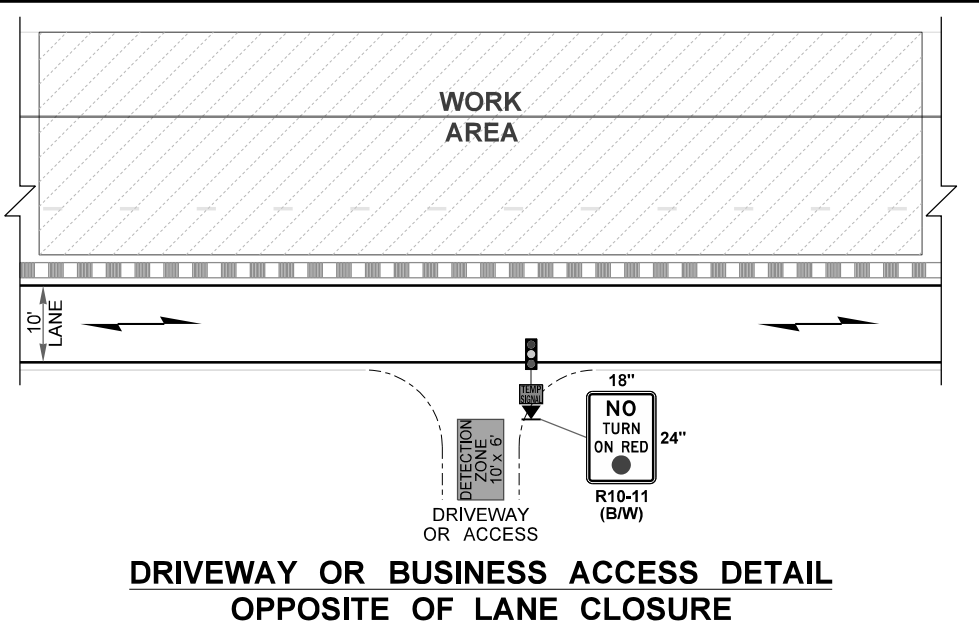 WORK
AREA
10'
LANE
TEMP
SIGNAL
18"
NO
TURN
ON RED
24"
R10-11
(B/W)
DETECTION
ZONE
10' x 6'
DRIVEWAY
OR ACCESS
DRIVEWAY OR BUSINESS ACCESS DETAIL
OPPOSITE OF LANE CLOSURE